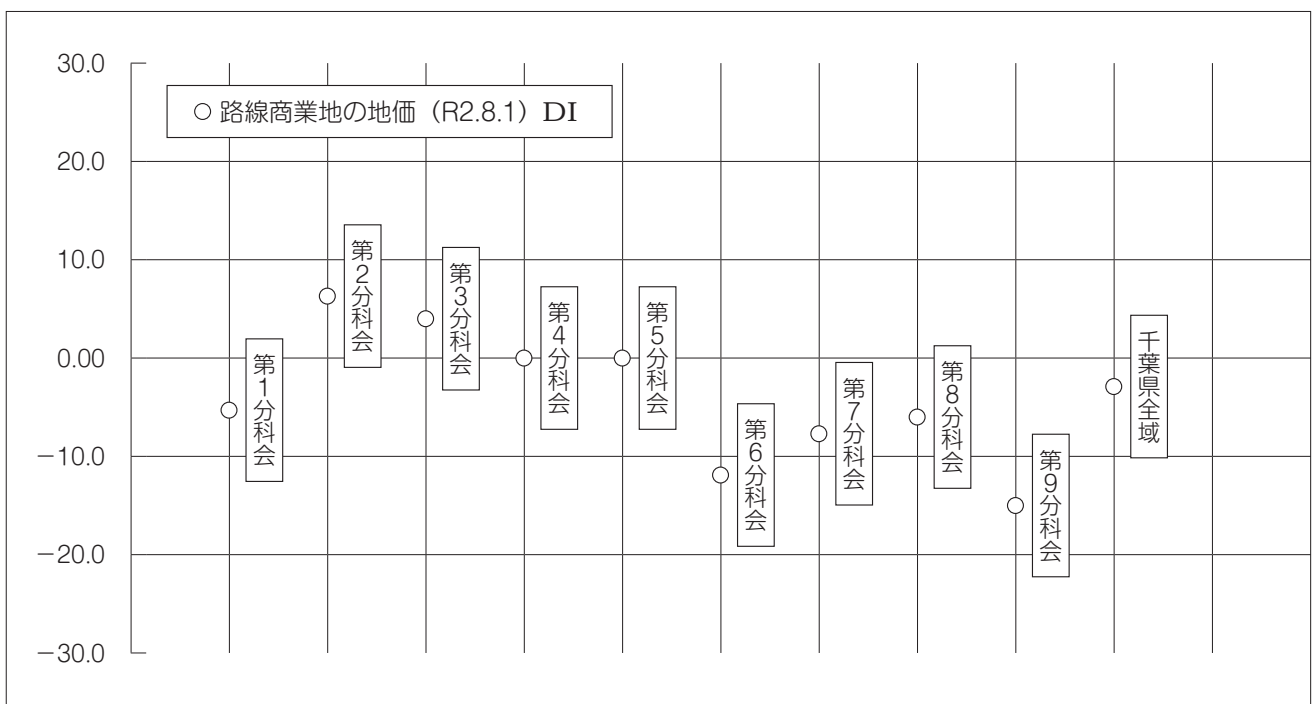 30.0
20.0
10.0
0.00
−10.0
−20.0
−30.0
路線商業地の地価（R2.8.1）DI
第1分科会
第2分科会
第3分科会
第4分科会
第5分科会
第6分科会
第7分科会
第8分科会
第9分科会
千葉県全域